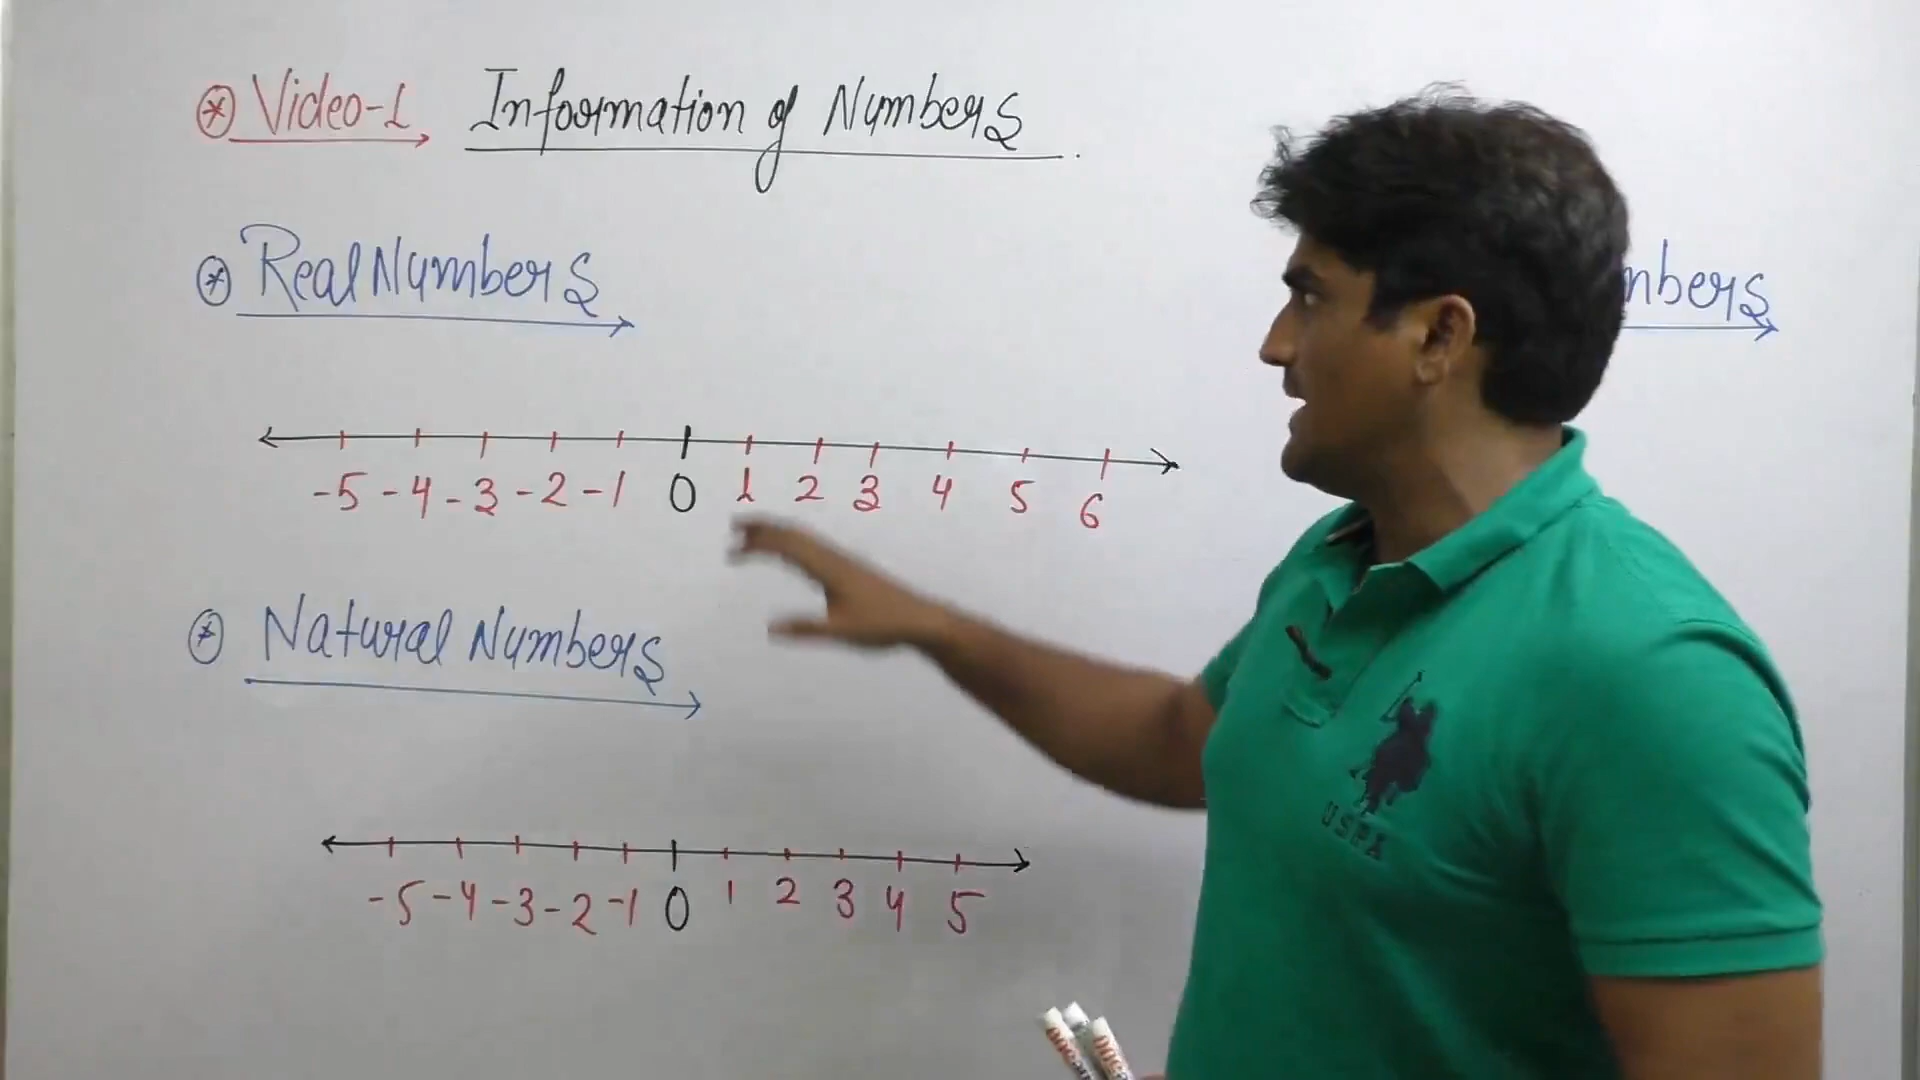 Video-1 Information of Numbers
Real Numbers
-5 -4 -3 -2 -1 0 1 2 3 4 5 6
Natural Numbers
-5 -4 -3 -2 -1 0 1 2 3 4 5
USPA